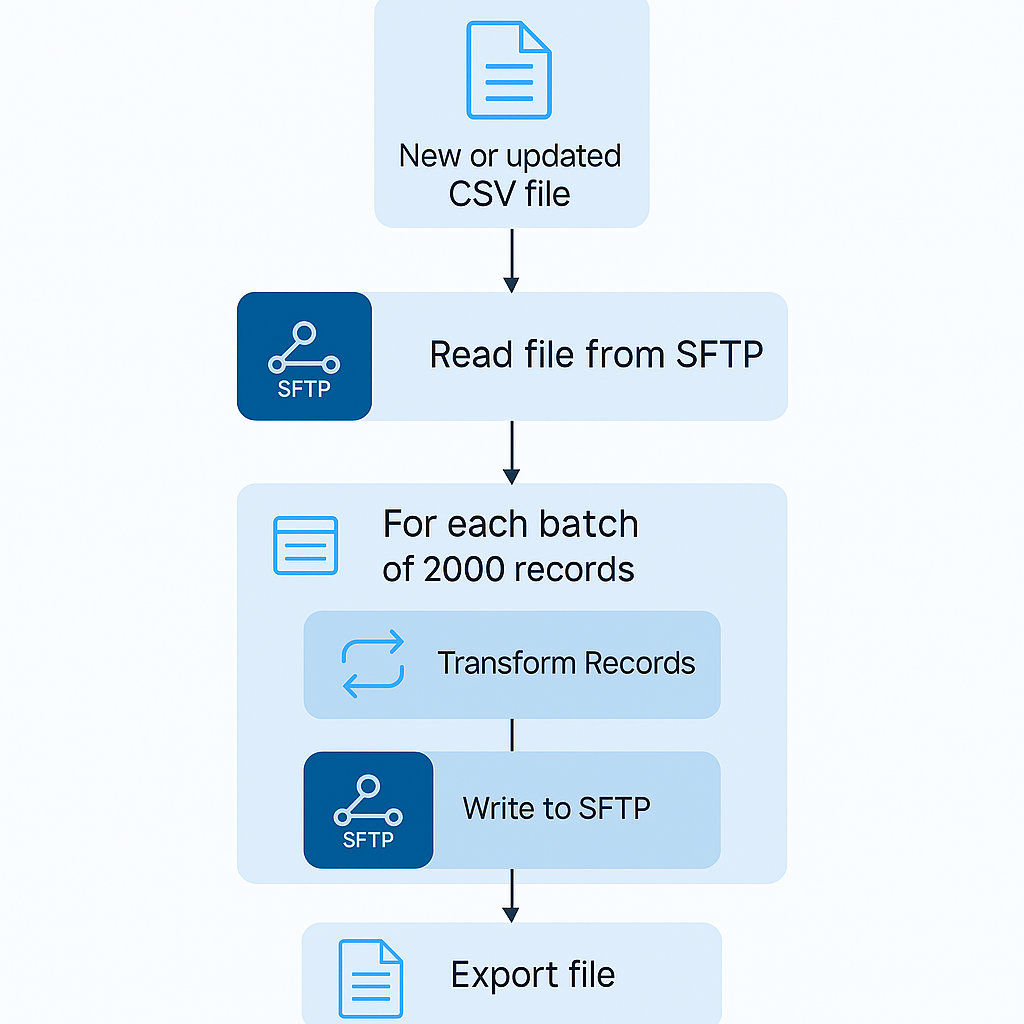 New or updated
CSV file
SFTP
Read file from SFTP
For each batch
of 2000 records
Transform Records
SFTP
Write to SFTP
Export file